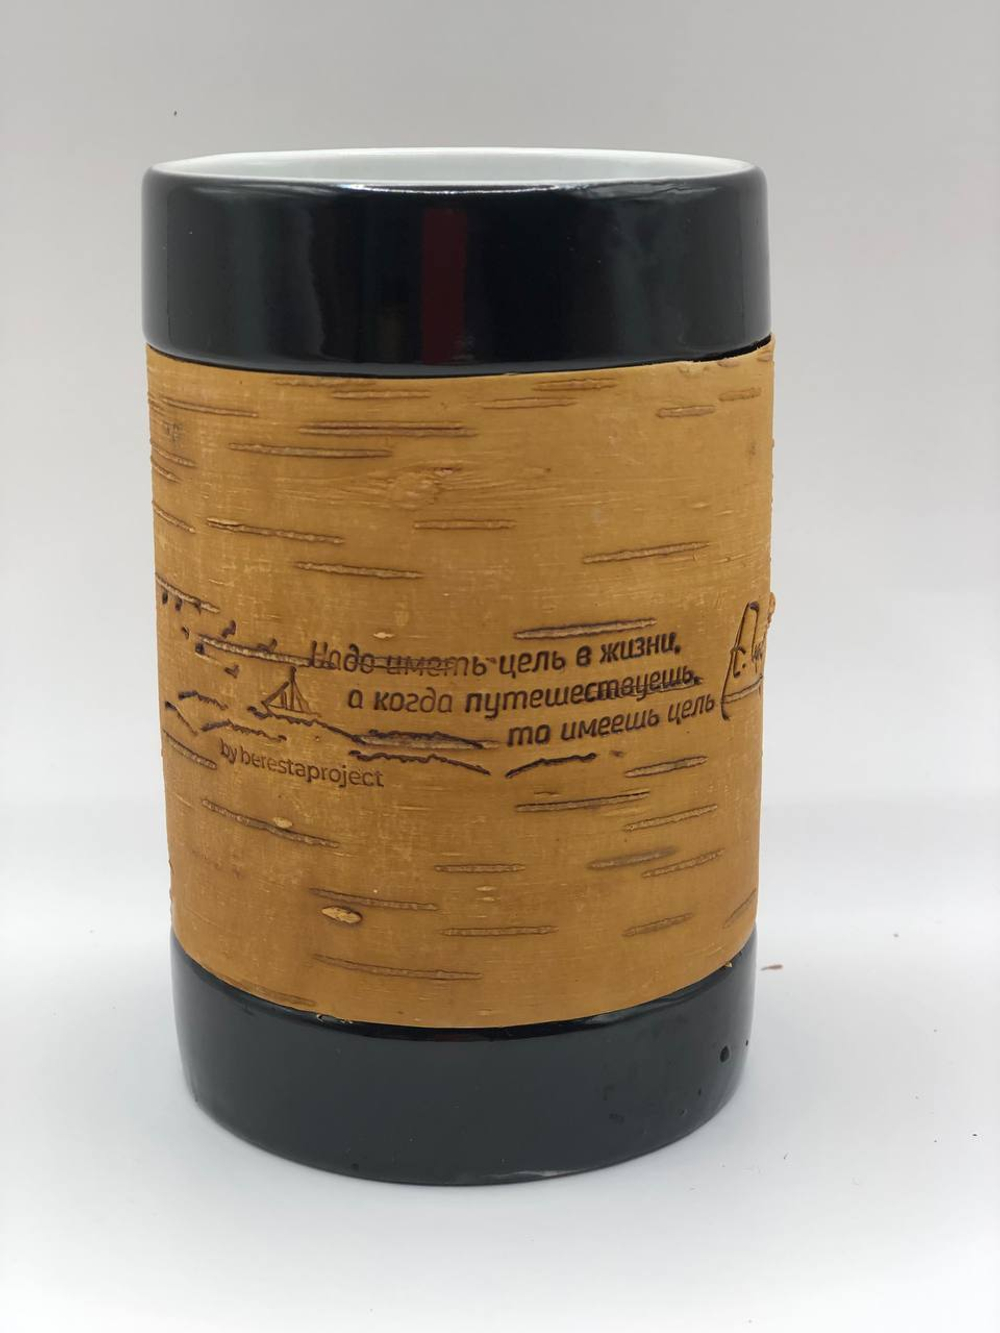 Надо иметь цель в жизни,
а когда путешествуешь,
то имеешь цель
by berestaproject